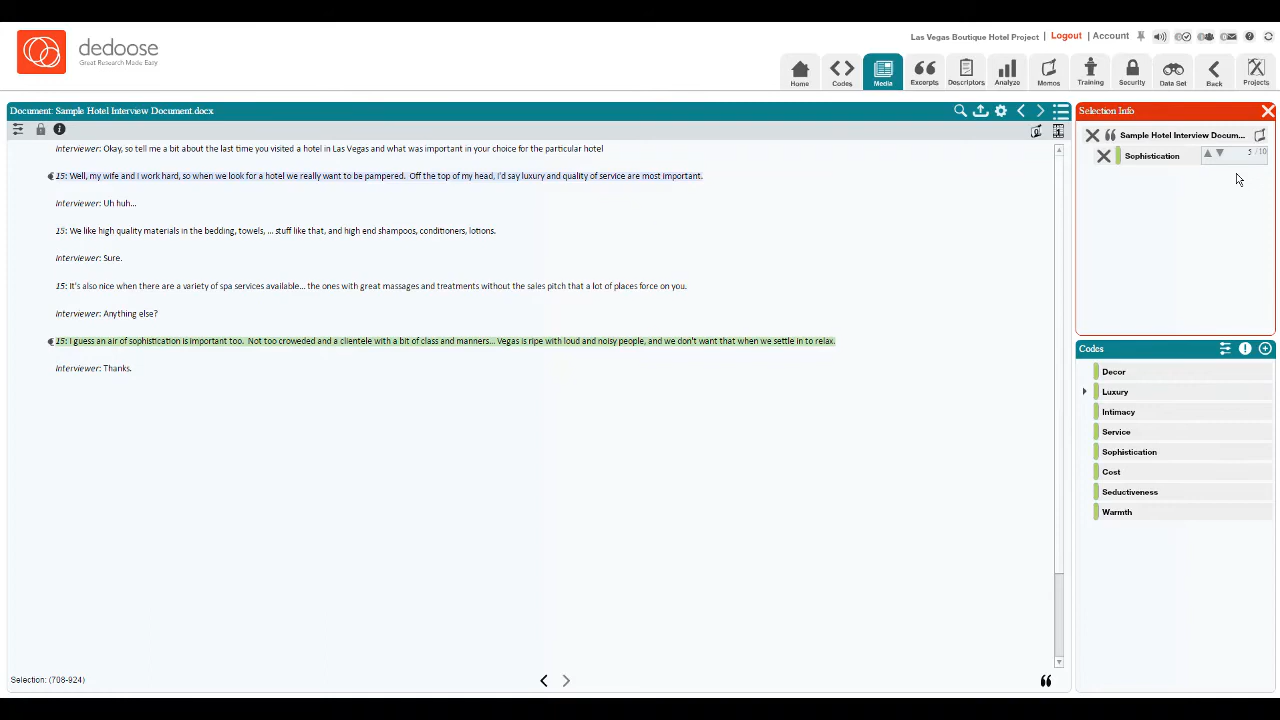 dedoose
Great Research Made Easy
Las Vegas Boutique Hotel Project | Logout | Account
Home Codes Media Excerpts Descriptors Analyze Memos Training Security Data Set Back Projects
Document: Sample Hotel Interview Document.docx
Interviewer: Okay, so tell me a bit about the last time you visited a hotel in Las Vegas and what was important in your choice for the particular hotel
15: Well, my wife and I work hard, so when we look for a hotel we really want to be pampered. Off the top of my head, I'd say luxury and quality of service are most important.
Interviewer: Uh huh...
15: We like high quality materials in the bedding, towels, ... stuff like that, and high end shampoos, conditioners, lotions.
Interviewer: Sure.
15: It's also nice when there are a variety of spa services available... the ones with great massages and treatments without the sales pitch that a lot of places force on you.
Interviewer: Anything else?
15: I guess an air of sophistication is important too. Not too croweded and a clientele with a bit of class and manners... Vegas is ripe with loud and noisy people, and we don't want that when we settle in to relax.
Interviewer: Thanks.
Selection: (708-924)
Selection Info
Sample Hotel Interview Docum...
Sophistication 5 /10
Codes
Decor
Luxury
Intimacy
Service
Sophistication
Cost
Seductiveness
Warmth